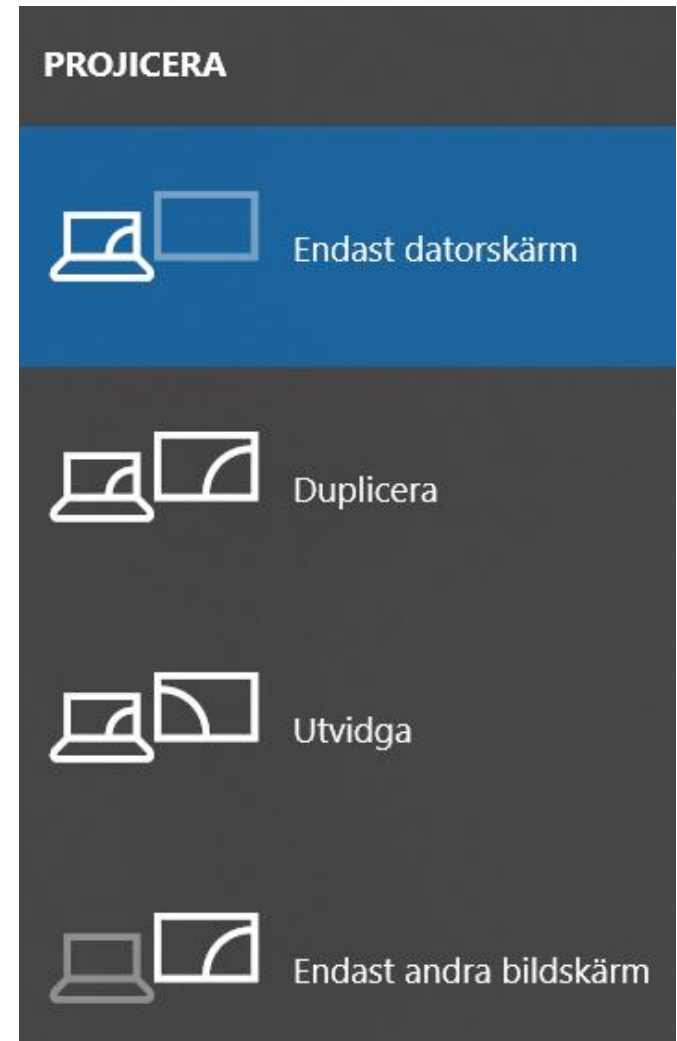 PROJICERA
Endast datorskärm
Duplicera
Utvidga
Endast andra bildskärm